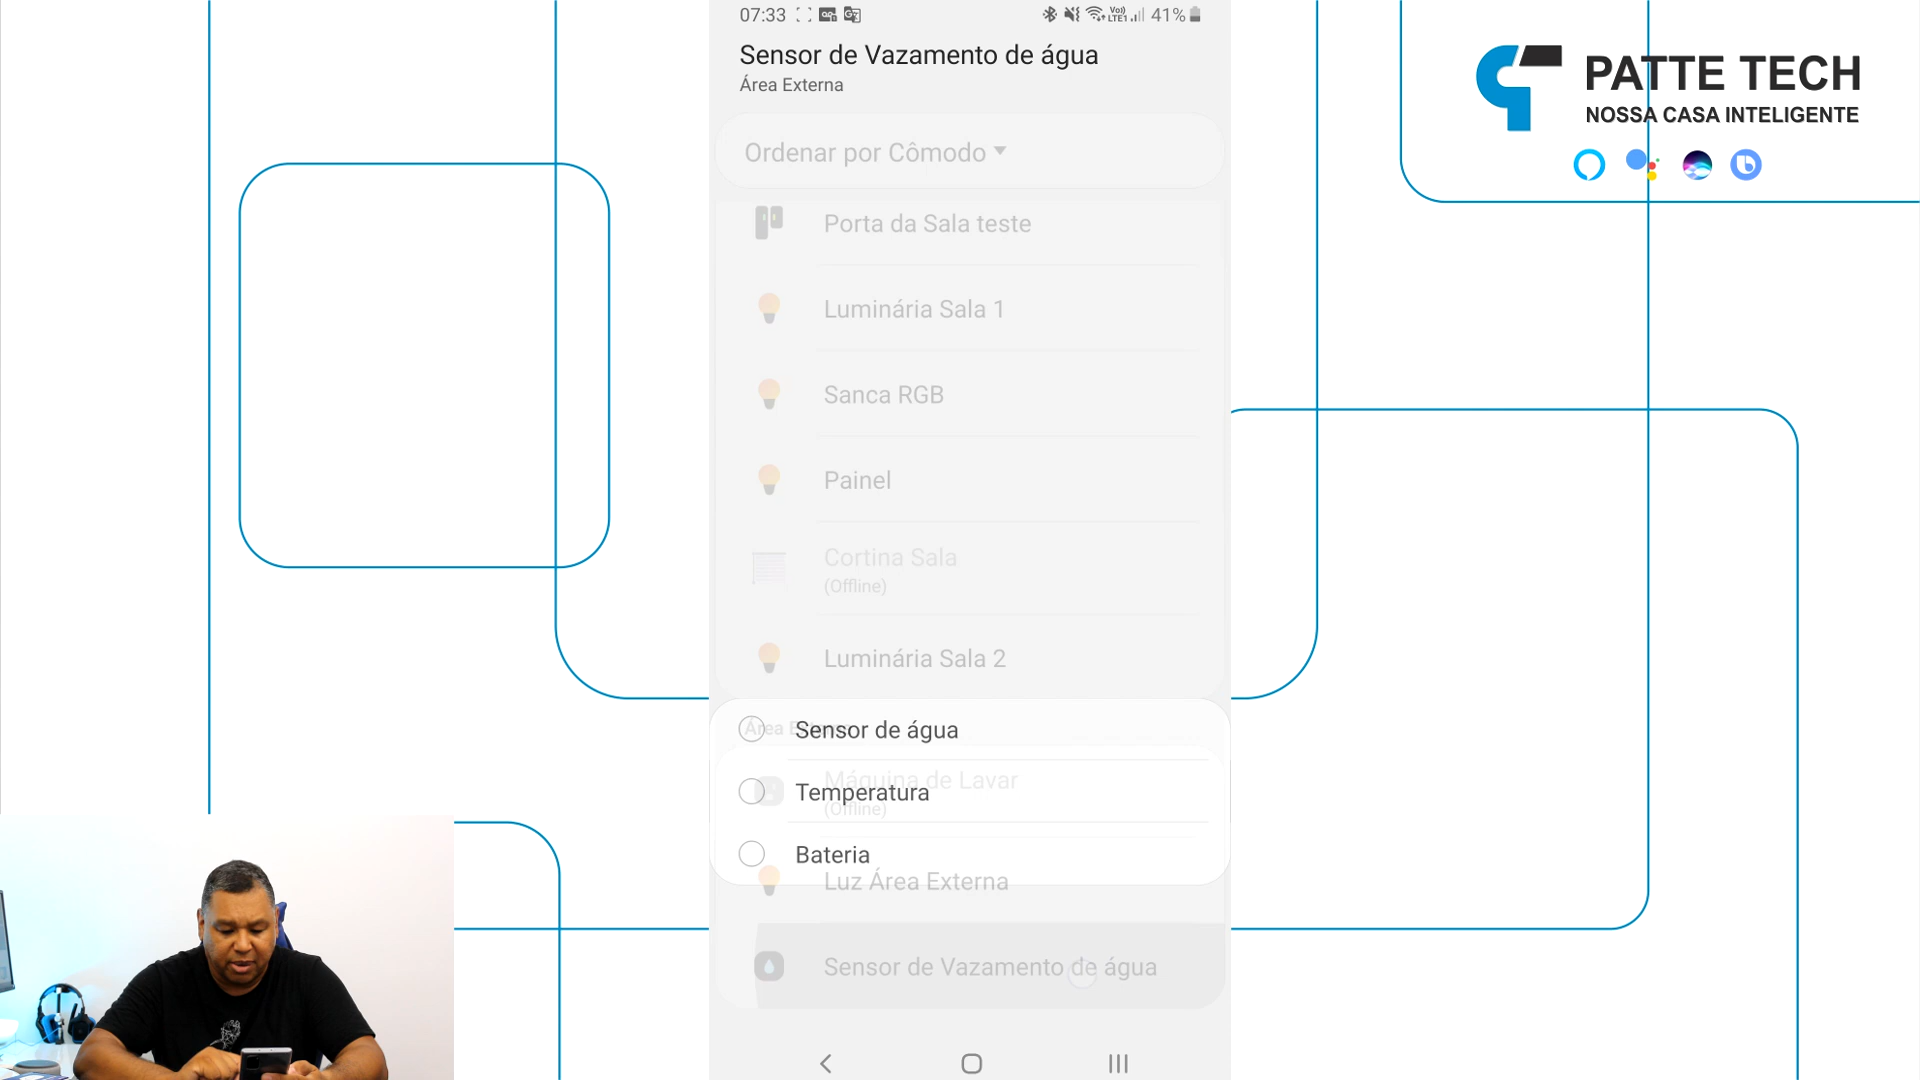 07:33
41%
Sensor de Vazamento de água
Área Externa
Ordenar por Cômodo
Porta da Sala teste
Luminária Sala 1
Sanca RGB
Painel
Cortina Sala
(Offline)
Luminária Sala 2
Sensor de água
Máquina de Lavar
Temperatura
(Offline)
Bateria
Luz Área Externa
Sensor de Vazamento de água
PATTE TECH
NOSSA CASA INTELIGENTE